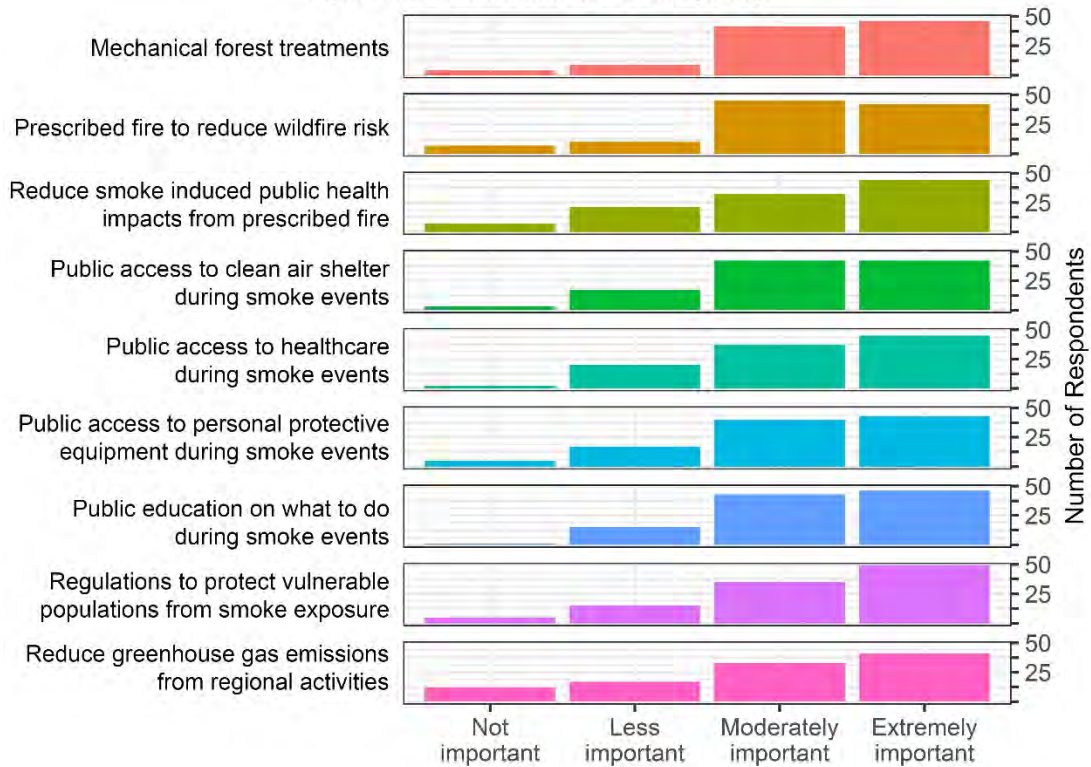 Mechanical forest treatments
50
25
Prescribed fire to reduce wildfire risk
50
25
Reduce smoke induced public health
impacts from prescribed fire
50
25
Public access to clean air shelter
during smoke events
50
25
Public access to healthcare
during smoke events
50
25
Public access to personal protective
equipment during smoke events
50
25
Public education on what to do
during smoke events
50
25
Regulations to protect vulnerable
populations from smoke exposure
50
25
Reduce greenhouse gas emissions
from regional activities
50
25
Number of Respondents
Not
important
Less
important
Moderately
important
Extremely
important